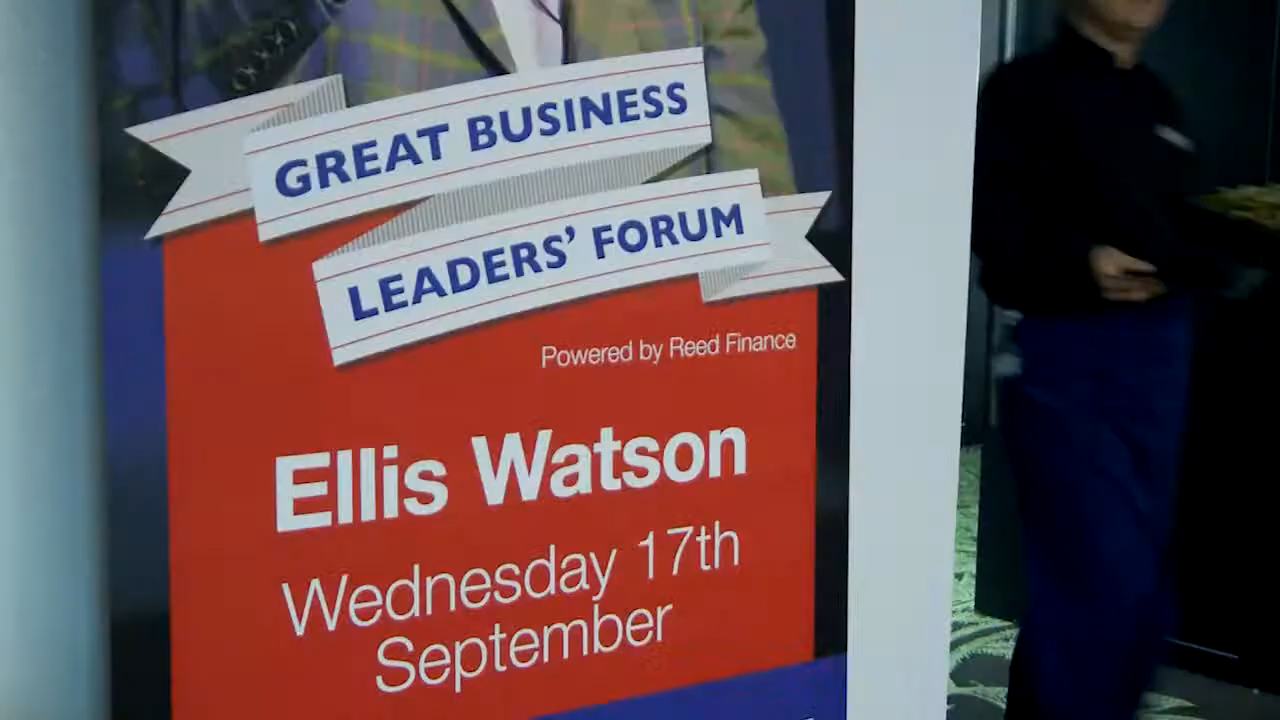 GREAT BUSINESS
LEADERS’ FORUM
Powered by Reed Finance
Ellis Watson
Wednesday 17th
September